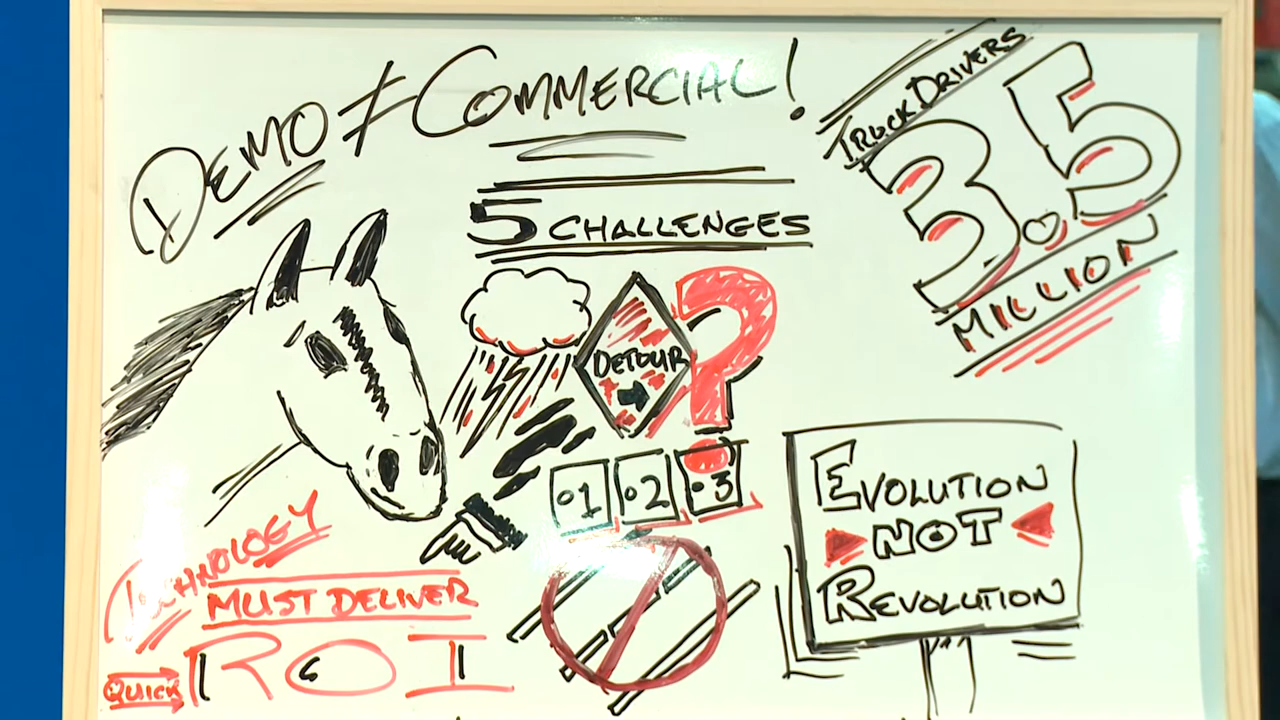 DEMO ≠ COMMERCIAL!
TRUCK DRIVERS
3.5
MILLION
5 CHALLENGES
DETOUR
?
1 2 3
EVOLUTION
NOT
REVOLUTION
TECHNOLOGY
MUST DELIVER
QUICK ROI